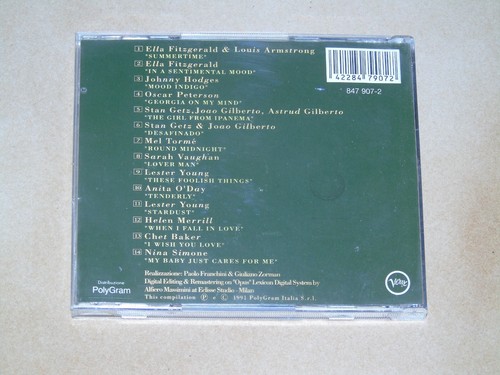 1 Ella Fitzgerald & Louis Armstrong
"SUMMERTIME"
2 Ella Fitzgerald
"IN A SENTIMENTAL MOOD"
3 Johnny Hodges
"MOOD INDIGO"
4 Oscar Peterson
"GEORGIA ON MY MIND"
5 Stan Getz, Joao Gilberto, Astrud Gilberto
"THE GIRL FROM IPANEMA"
6 Stan Getz & Joao Gilberto
"DESAFINADO"
7 Mel Tormé
"ROUND MIDNIGHT"
8 Sarah Vaughan
"LOVER MAN"
9 Lester Young
"THESE FOOLISH THINGS"
10 Anita O'Day
"TENDERLY"
11 Lester Young
"STARDUST"
12 Helen Merrill
"WHEN I FALL IN LOVE"
13 Chet Baker
"I WISH YOU LOVE"
14 Nina Simone
"MY BABY JUST CARES FOR ME"
42284 79072
847 907-2
Realizzazione: Paolo Franchini & Giuliano Zorman
Digital Editing & Remastering on "Opus" Lexicon Digital System by
Alfiero Massimini at Eclisse Studio - Milan
This compilation ℗ e © 1991 PolyGram Italia S.r.l.
Distribuzione
PolyGram
Verve